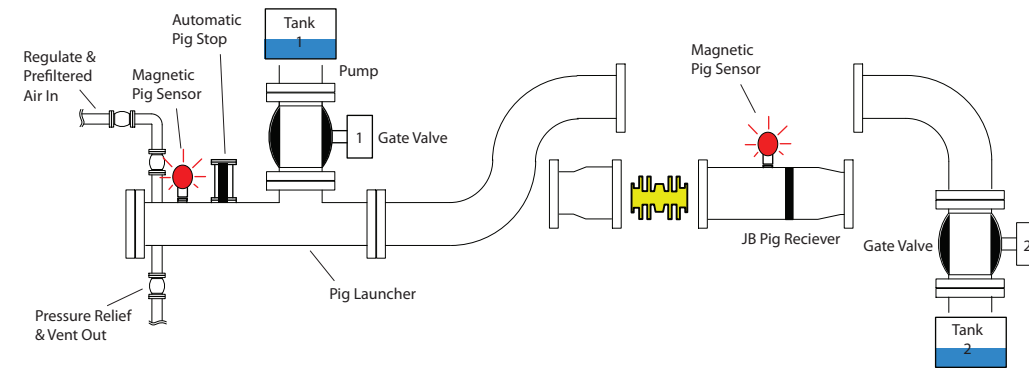 Automatic
Pig Stop
Tank
1
Regulate &
Prefiltered
Air In
Magnetic
Pig Sensor
Pump
1
Gate Valve
Magnetic
Pig Sensor
JB Pig Reciever
Gate Valve
2
Pig Launcher
Pressure Relief
& Vent Out
Tank
2